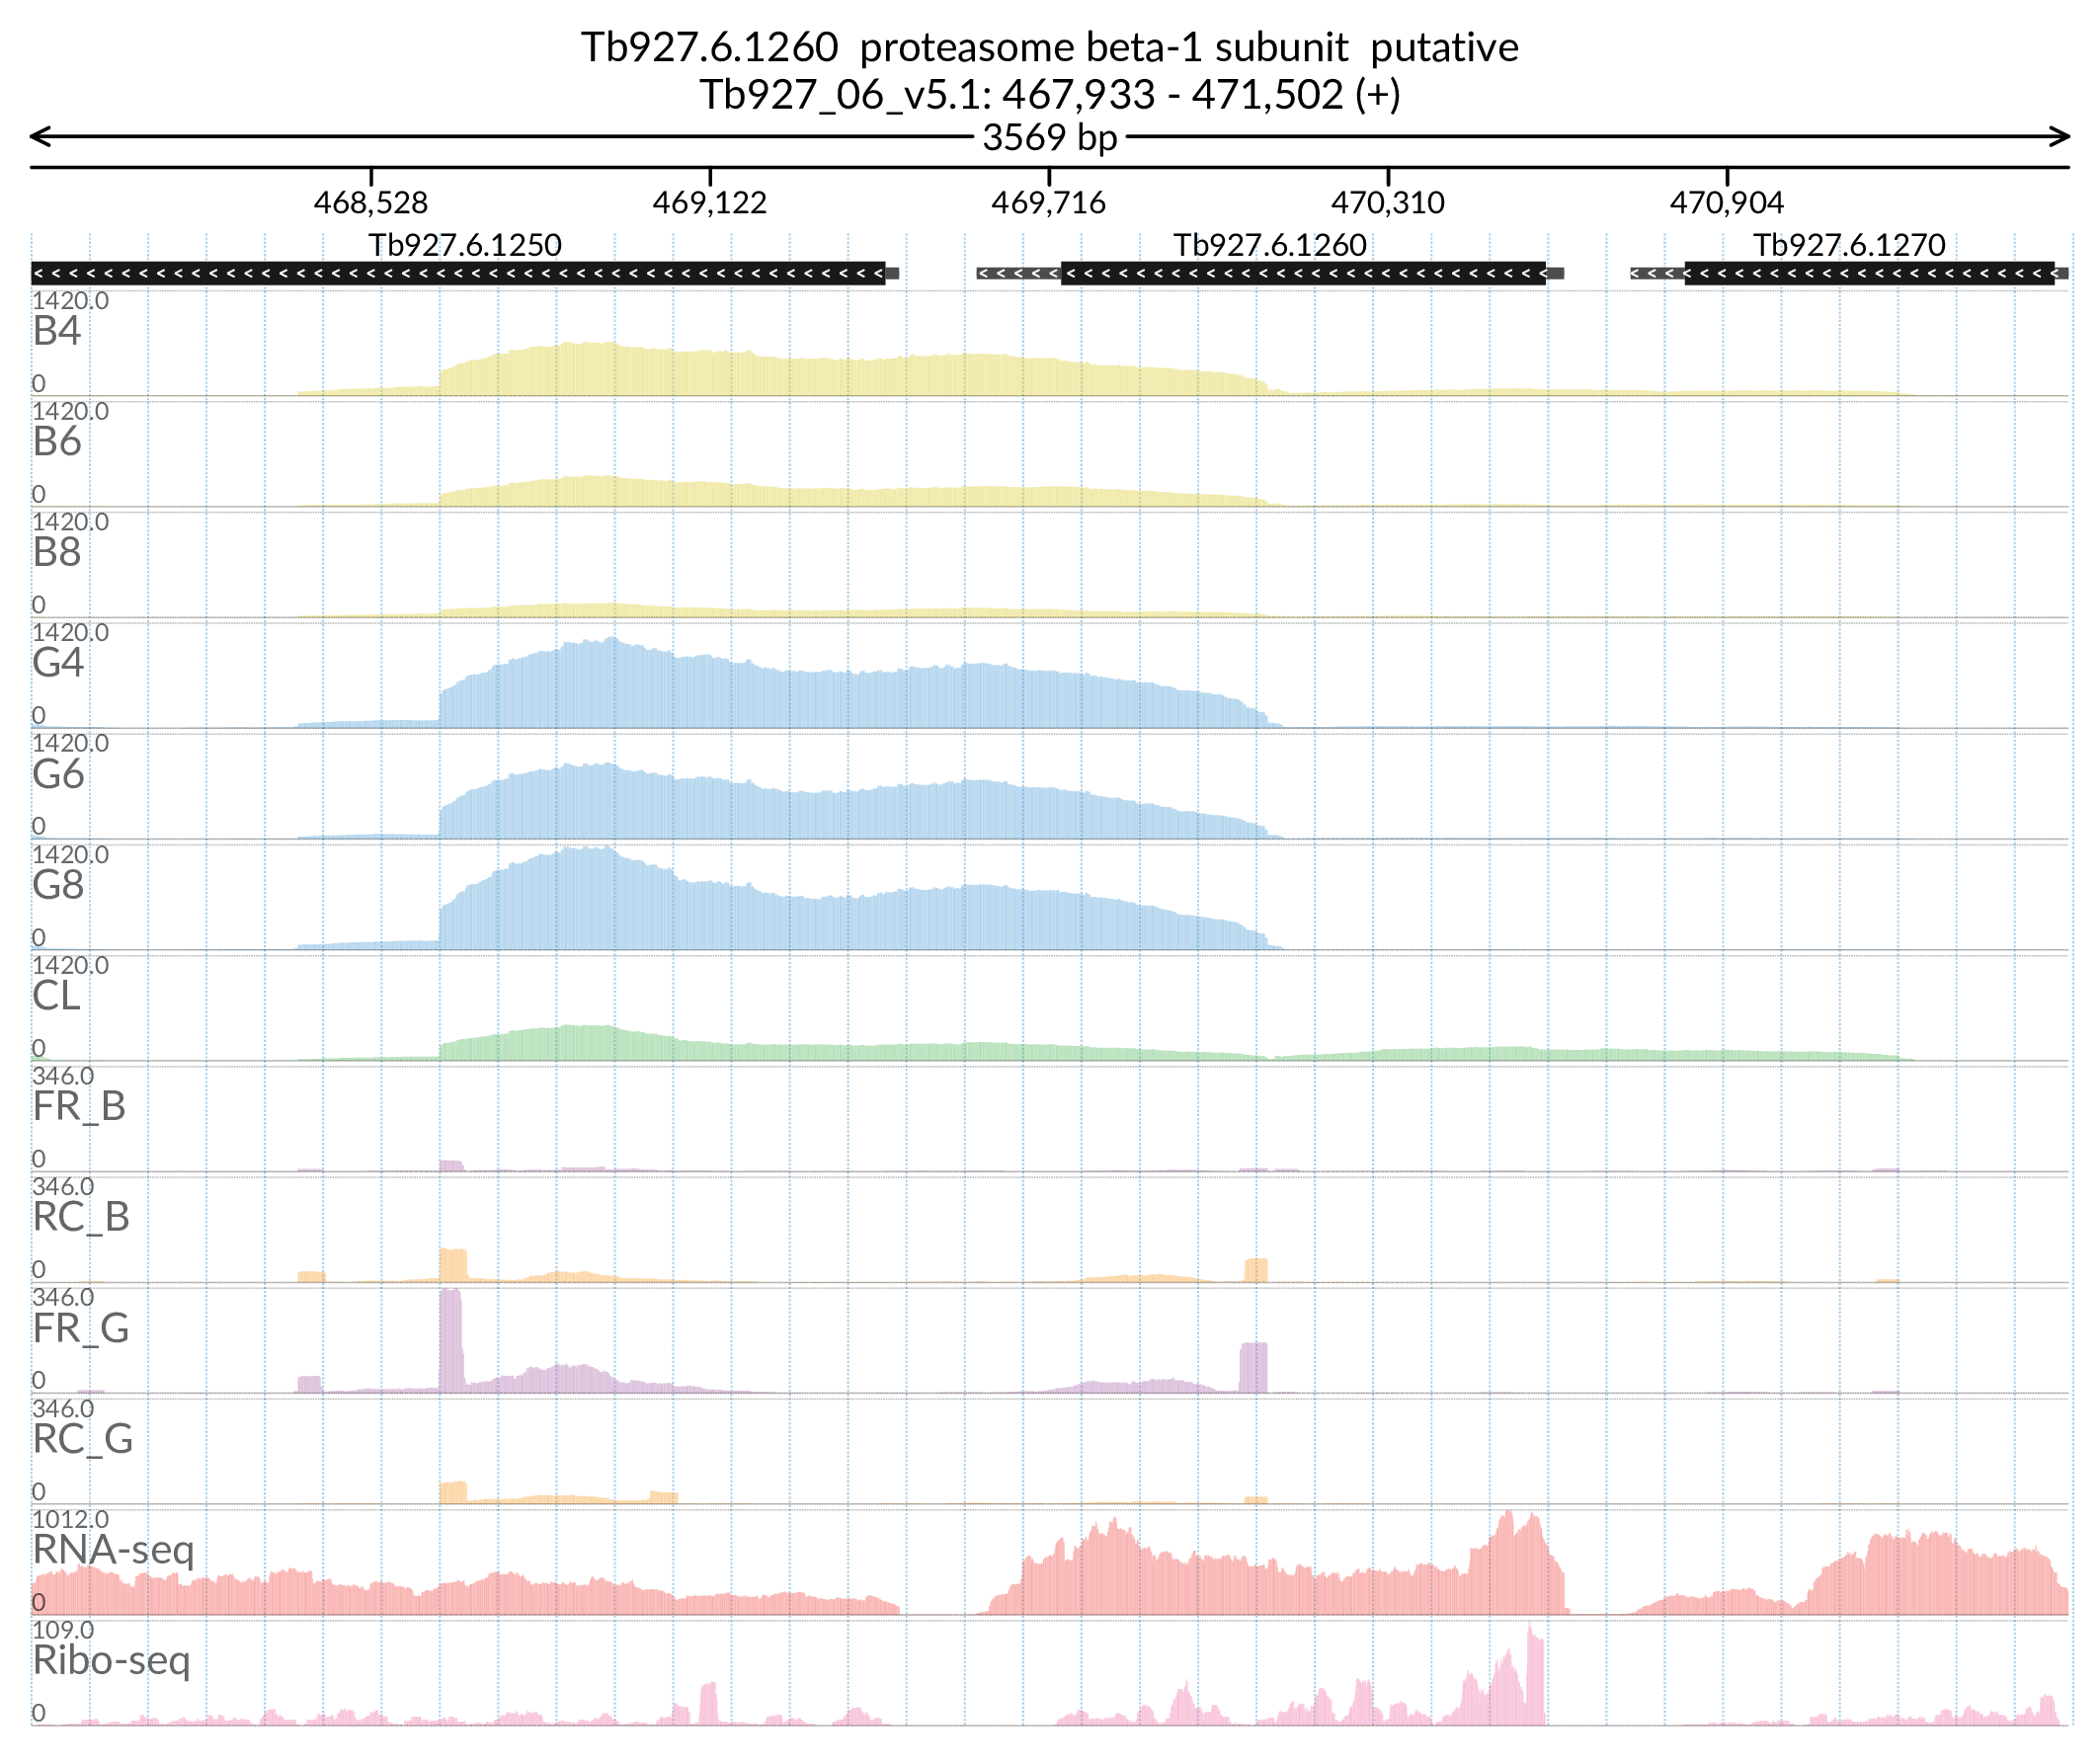 Tb927.6.1260  proteasome beta-1 subunit  putative
Tb927_06_v5.1: 467,933 - 471,502 (+)
3569 bp
468,528 469,122 469,716 470,310 470,904
Tb927.6.1250 Tb927.6.1260 Tb927.6.1270
1420.0
B4
0
1420.0
B6
0
1420.0
B8
0
1420.0
G4
0
1420.0
G6
0
1420.0
G8
0
1420.0
CL
0
346.0
FR_B
0
346.0
RC_B
0
346.0
FR_G
0
346.0
RC_G
0
1012.0
RNA-seq
0
109.0
Ribo-seq
0